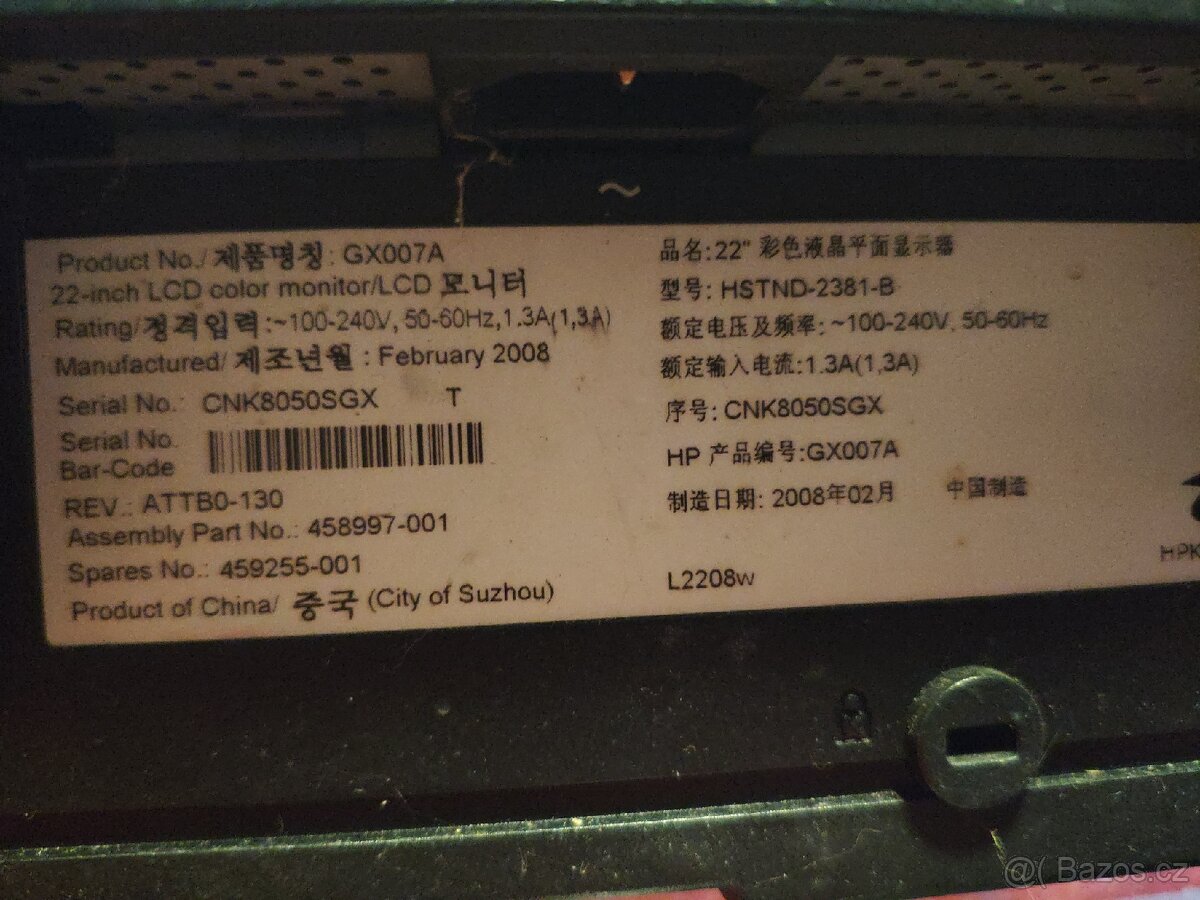 ~
Product No./ 제품명칭: GX007A
22-inch LCD color monitor/LCD 모니터
Rating/정격입력:~100-240V, 50-60Hz,1.3A(1,3A)
Manufactured/ 제조년월 : February 2008
Serial No.: CNK8050SGX T
Serial No.
Bar-Code
REV.: ATTB0-130
Assembly Part No.: 458997-001
Spares No.: 459255-001
Product of China/ 중국 (City of Suzhou)
品名:22" 彩色液晶平面显示器
型号: HSTND-2381-B
额定电压及频率:~100-240V, 50-60Hz
额定输入电流:1.3A(1,3A)
序号: CNK8050SGX
HP 产品编号:GX007A
制造日期: 2008年02月 中国制造
L2208w
HPK
@( Bazos.cz